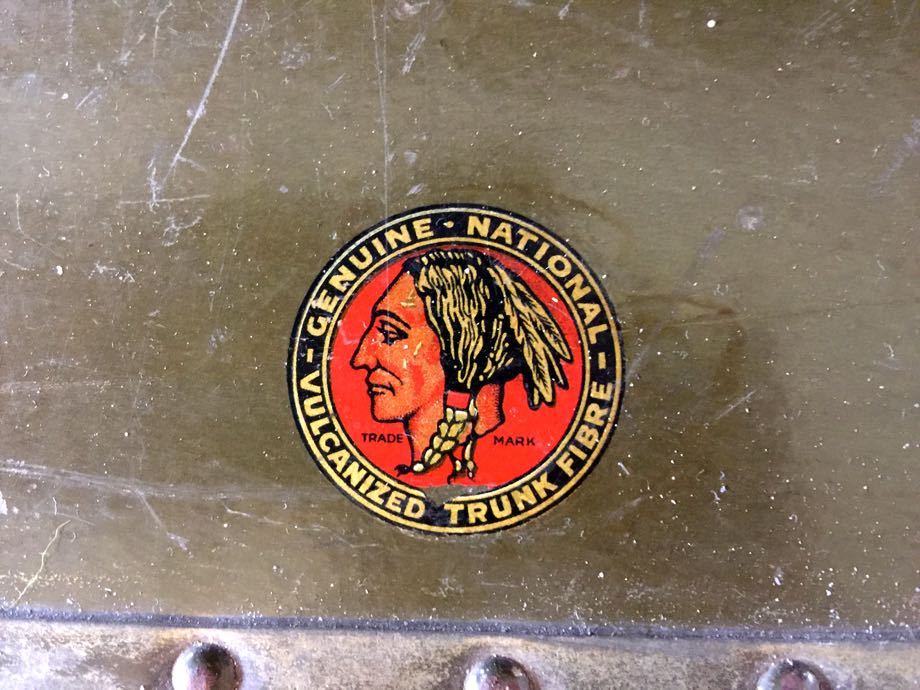 GENUINE · NATIONAL -
VULCANIZED TRUNK FIBRE -
TRADE MARK